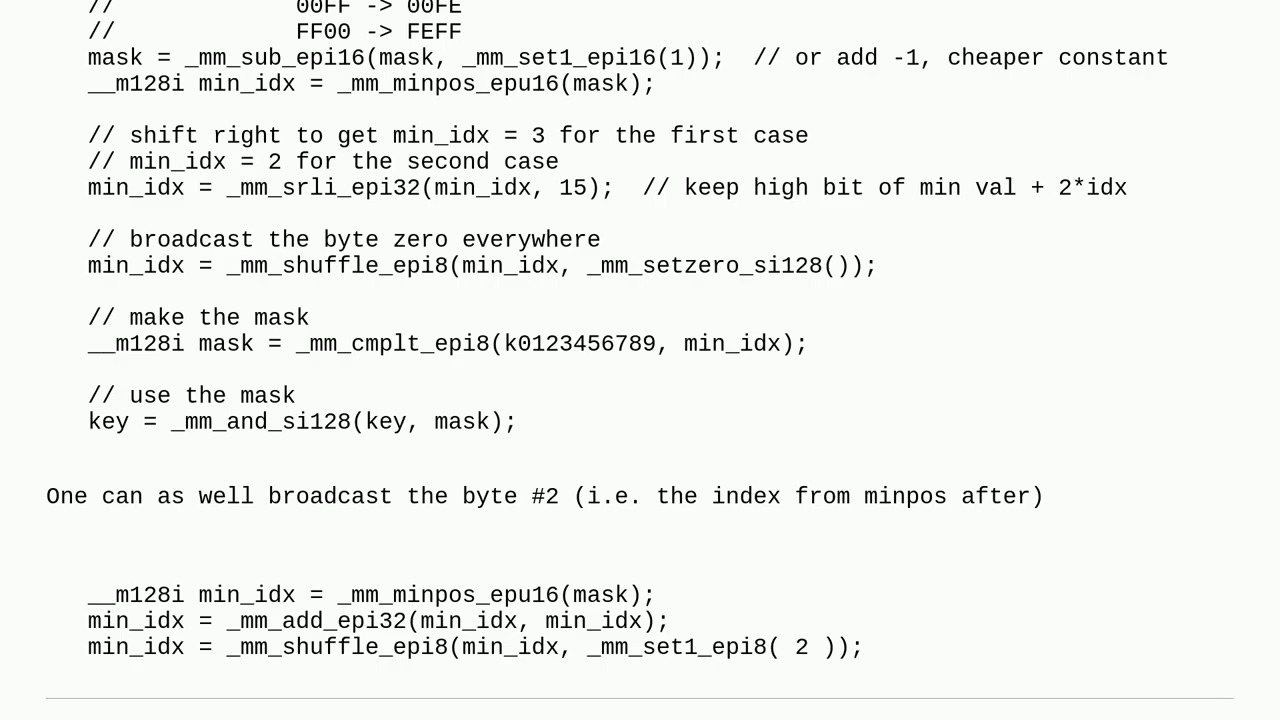 //             00FF -> 00FE
//             FF00 -> FEFF
mask = _mm_sub_epi16(mask, _mm_set1_epi16(1));  // or add -1, cheaper constant
__m128i min_idx = _mm_minpos_epu16(mask);
// shift right to get min_idx = 3 for the first case
// min_idx = 2 for the second case
min_idx = _mm_srli_epi32(min_idx, 15);  // keep high bit of min val + 2*idx
// broadcast the byte zero everywhere
min_idx = _mm_shuffle_epi8(min_idx, _mm_setzero_si128());
// make the mask
__m128i mask = _mm_cmplt_epi8(k0123456789, min_idx);
// use the mask
key = _mm_and_si128(key, mask);
One can as well broadcast the byte #2 (i.e. the index from minpos after)
__m128i min_idx = _mm_minpos_epu16(mask);
min_idx = _mm_add_epi32(min_idx, min_idx);
min_idx = _mm_shuffle_epi8(min_idx, _mm_set1_epi8( 2 ));